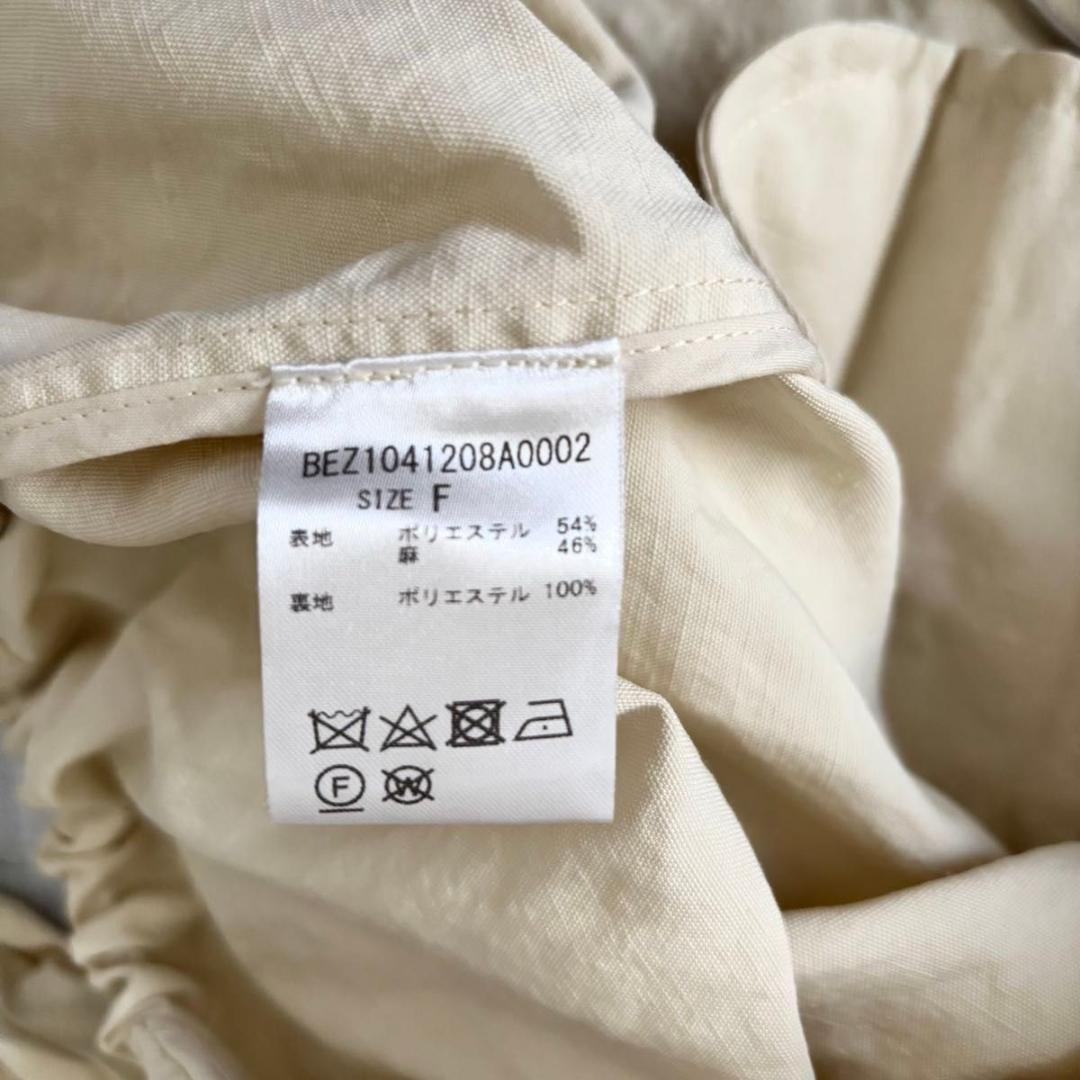 BEZ1041208A0002
SIZE F
表地 ポリエステル 54%
麻 46%
裏地 ポリエステル 100%
F
W